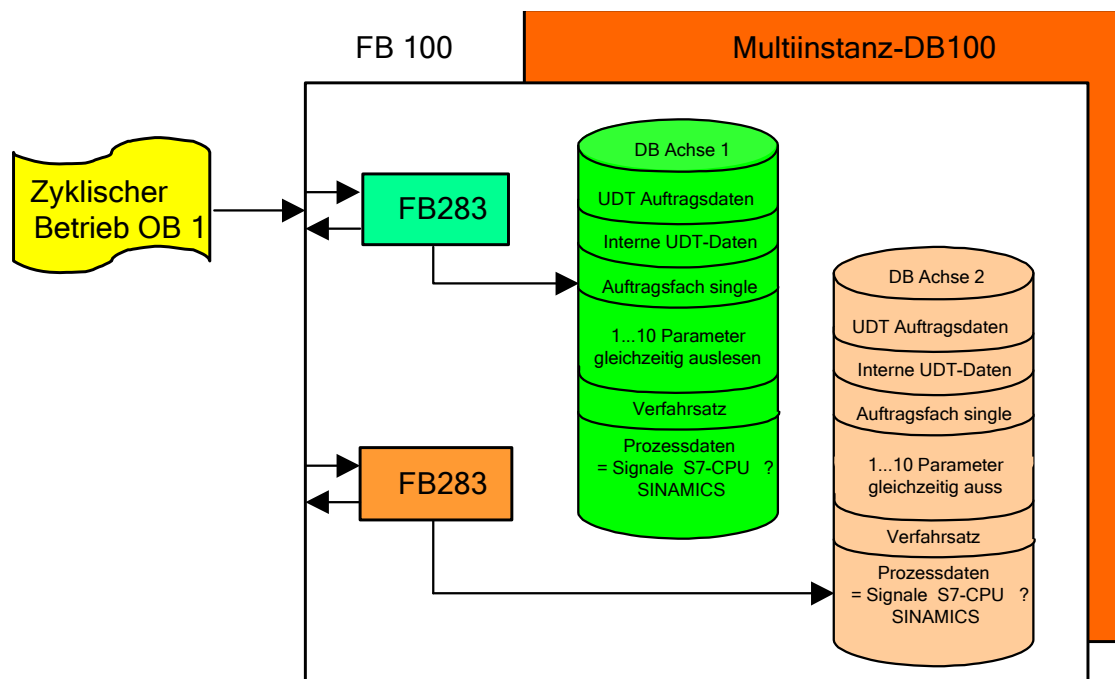 FB 100
Multiinstanz-DB100
Zyklischer
Betrieb OB 1
FB283
DB Achse 1
UDT Auftragsdaten
Interne UDT-Daten
Auftragsfach single
1...10 Parameter
gleichzeitig auslesen
Verfahrsatz
Prozessdaten
= Signale S7-CPU ?
SINAMICS
FB283
DB Achse 2
UDT Auftragsdaten
Interne UDT-Daten
Auftragsfach single
1...10 Parameter
gleichzeitig auss
Verfahrsatz
Prozessdaten
= Signale S7-CPU ?
SINAMICS